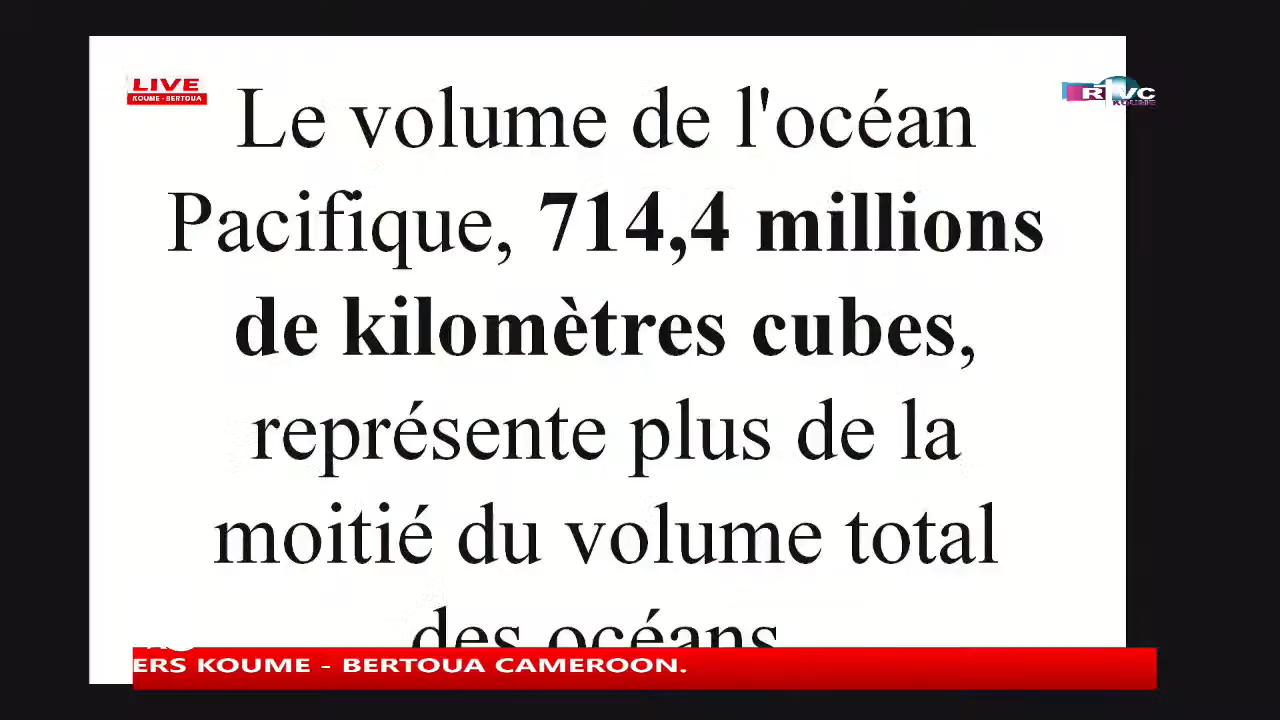 LIVE
KOUME - BERTOUA
Le volume de l'océan
Pacifique, 714,4 millions
de kilomètres cubes,
représente plus de la
moitié du volume total
des océans
ERS KOUME - BERTOUA CAMEROON.